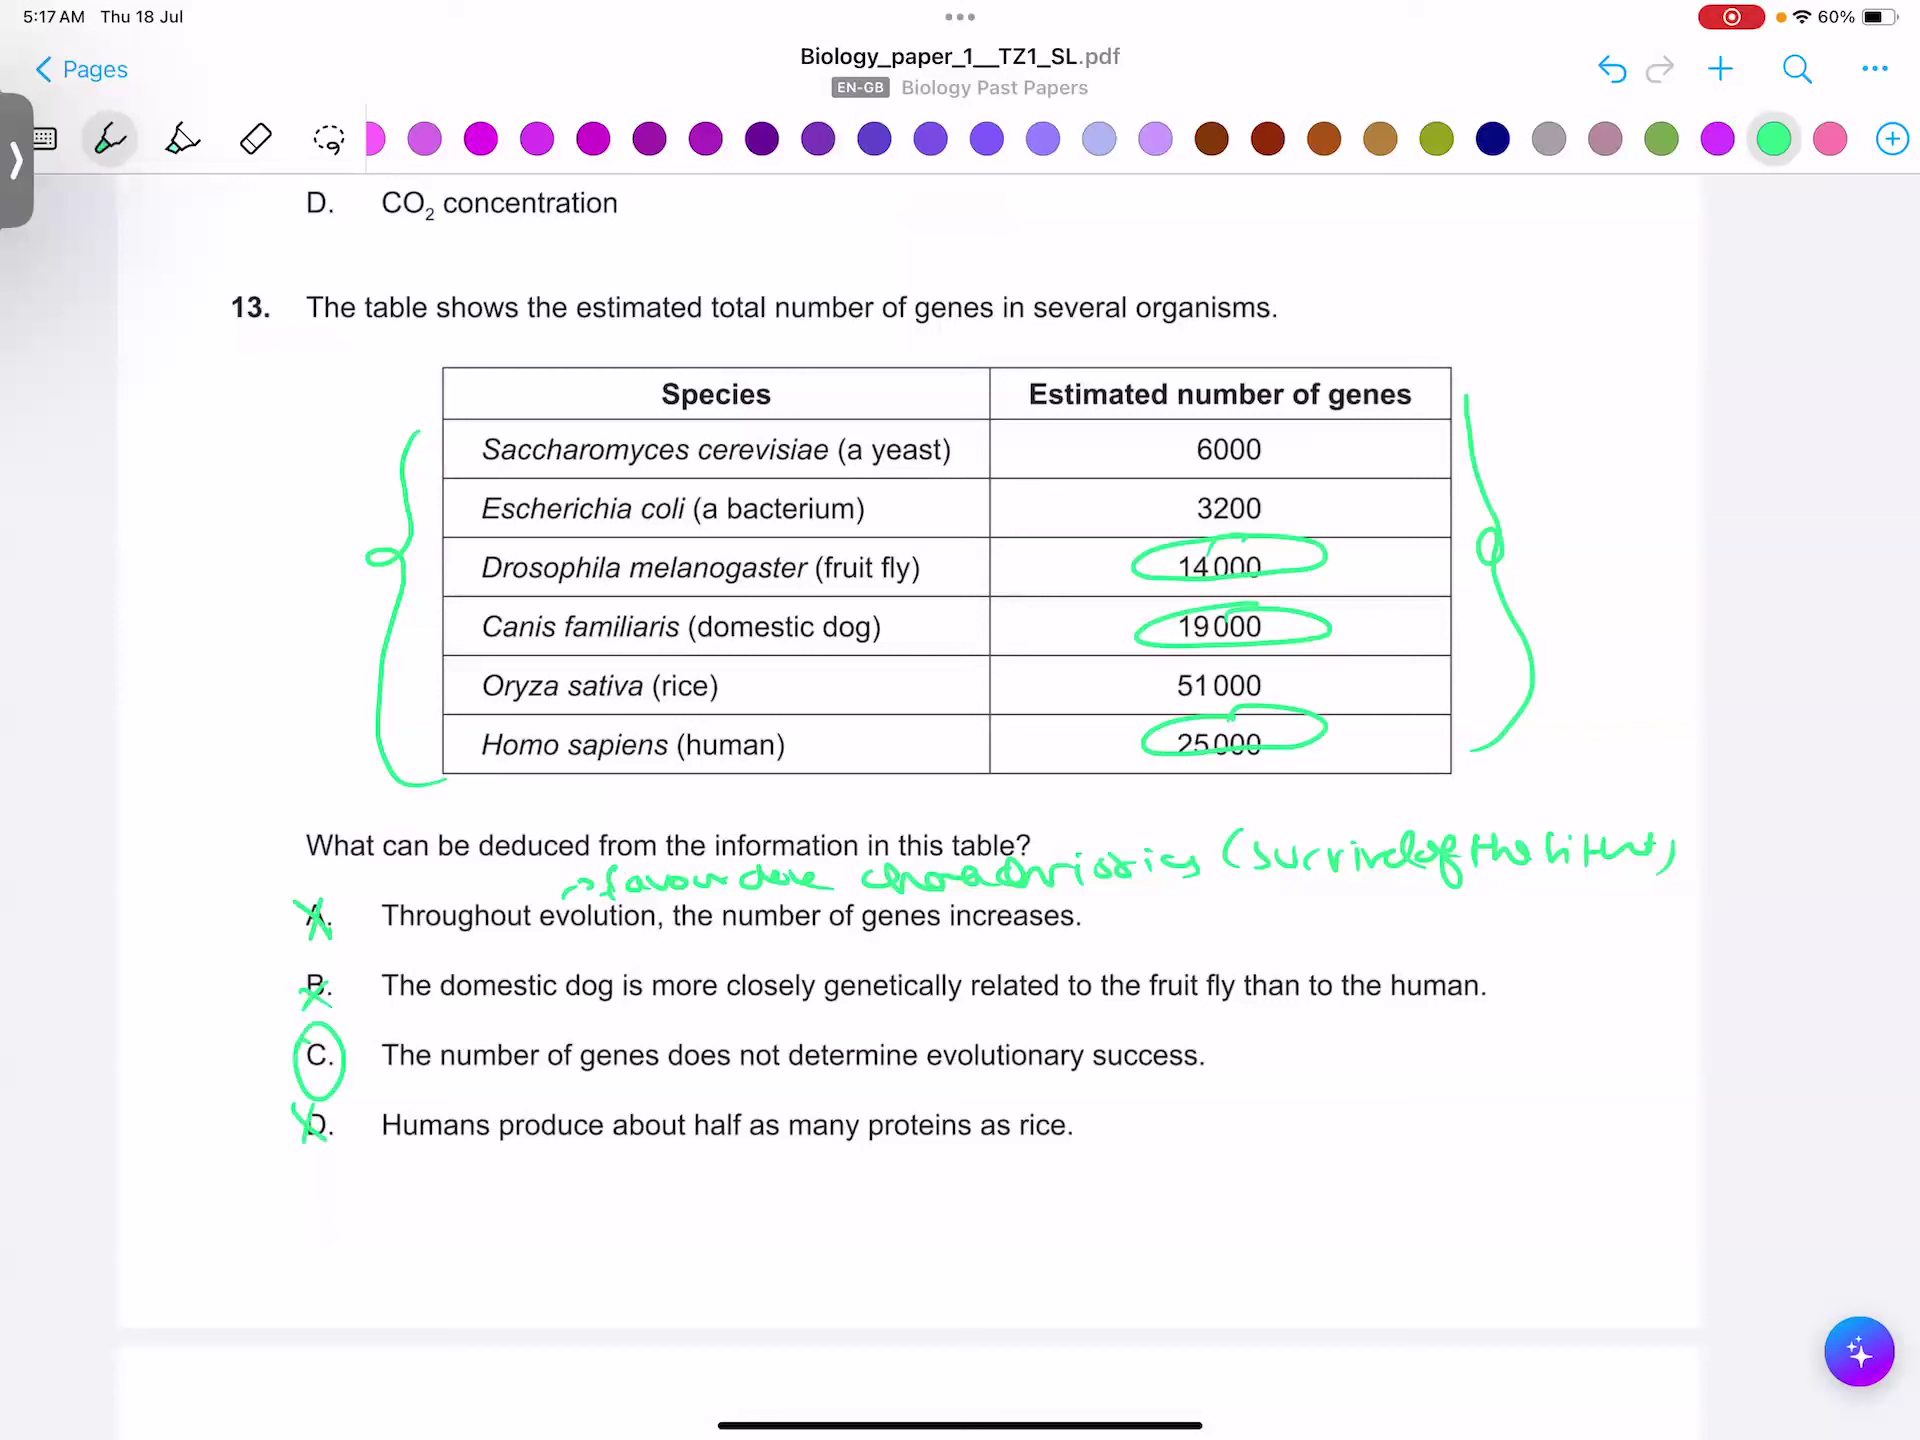 5:17 AM Thu 18 Jul
60%
Pages
Biology_paper_1__TZ1_SL.pdf
EN-GB Biology Past Papers
D. CO₂ concentration
13. The table shows the estimated total number of genes in several organisms.
Species Estimated number of genes
Saccharomyces cerevisiae (a yeast) 6000
Escherichia coli (a bacterium) 3200
Drosophila melanogaster (fruit fly) 14 000
Canis familiaris (domestic dog) 19 000
Oryza sativa (rice) 51 000
Homo sapiens (human) 25 000
What can be deduced from the information in this table?
characteristics (survival of the fittest)
A. Throughout evolution, the number of genes increases.
B. The domestic dog is more closely genetically related to the fruit fly than to the human.
C. The number of genes does not determine evolutionary success.
D. Humans produce about half as many proteins as rice.